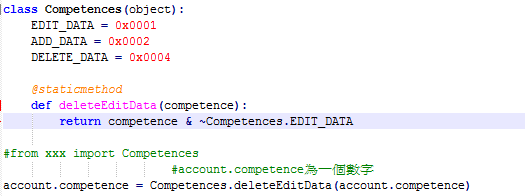 class Competences(object):
    EDIT_DATA = 0x0001
    ADD_DATA = 0x0002
    DELETE_DATA = 0x0004

    @staticmethod
    def deleteEditData(competence):
        return competence & ~Competences.EDIT_DATA

#from xxx import Competences
                        #account.competence為一個數字
account.competence = Competences.deleteEditData(account.competence)